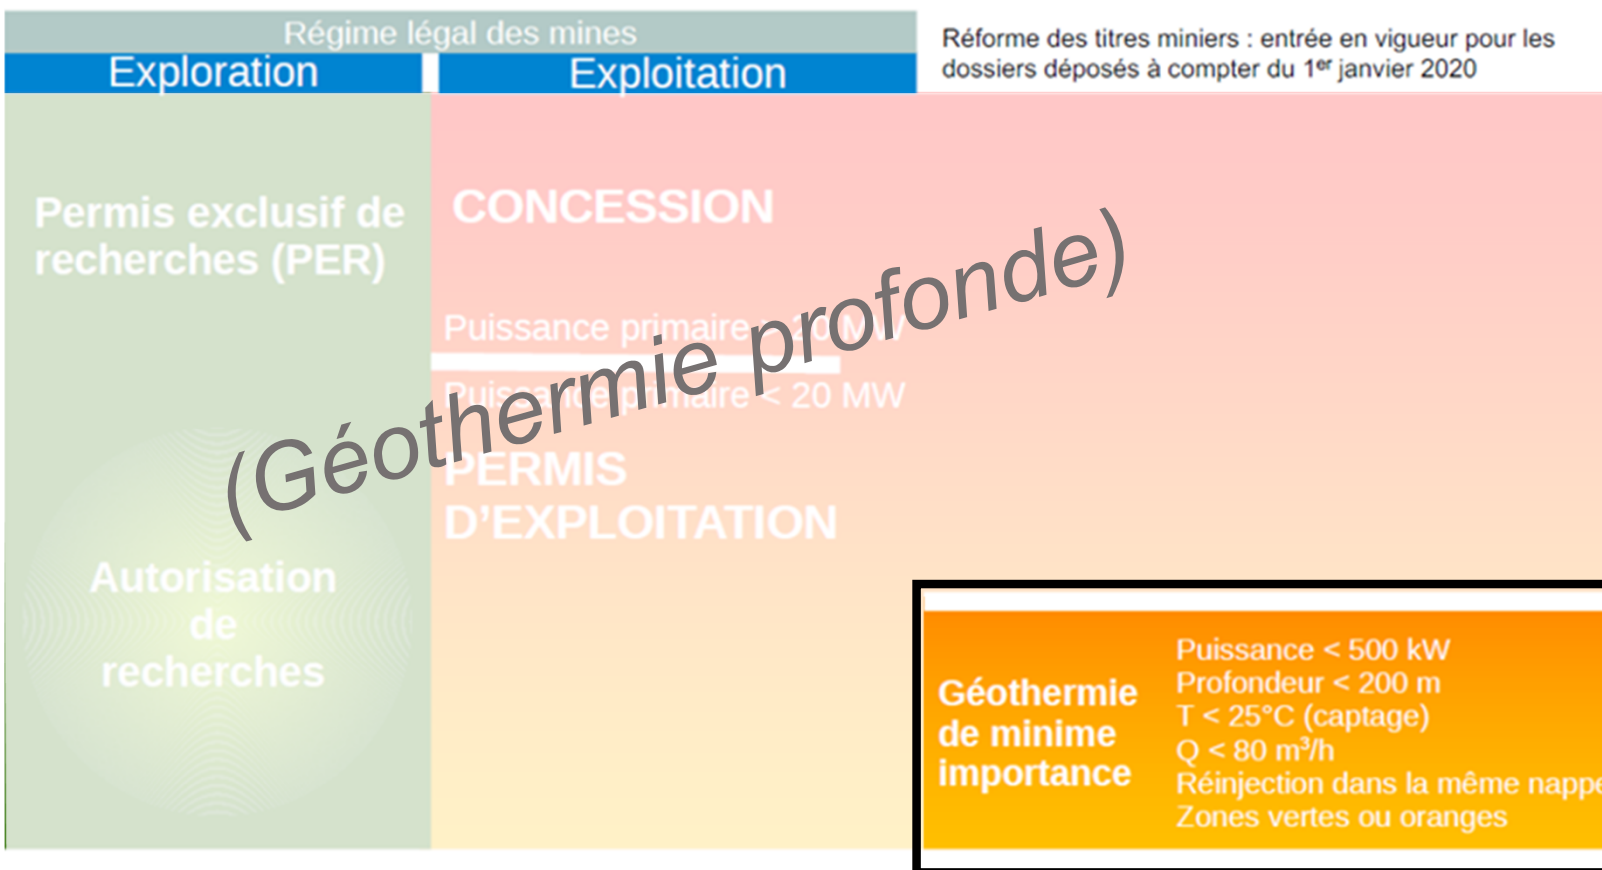 Régime légal des mines
Exploration
Exploitation
Réforme des titres miniers : entrée en vigueur pour les
dossiers déposés à compter du 1er janvier 2020
Permis exclusif de
recherches (PER)
CONCESSION
Puissance primaire > 20 MW
Puissance primaire < 20 MW
(Géothermie profonde)
PERMIS
D’EXPLOITATION
Autorisation
de
recherches
Géothermie
de minime
importance
Puissance < 500 kW
Profondeur < 200 m
T < 25°C (captage)
Q < 80 m³/h
Réinjection dans la même nappe
Zones vertes ou oranges